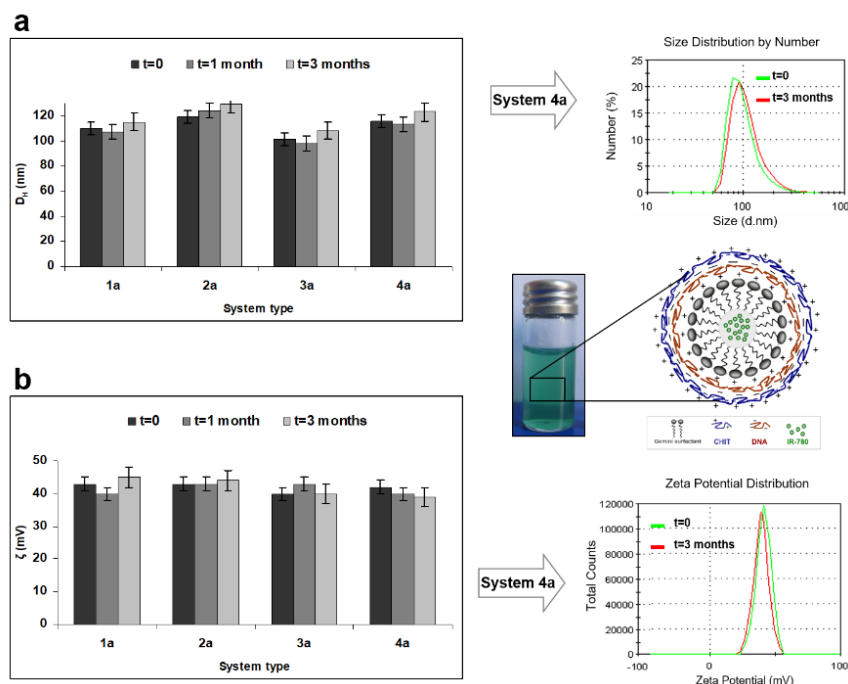 a
t=0 t=1 month t=3 months
120
100
80
60
40
20
0
D_H (nm)
1a 2a 3a 4a
System type
System 4a
Size Distribution by Number
25
20
15
10
5
0
Number (%)
t=0
t=3 months
10 100 100
Size (d.nm)
Gemini surfactant CHIT DNA IR-780
b
t=0 t=1 month t=3 months
50
40
30
20
10
0
ζ (mV)
1a 2a 3a 4a
System type
System 4a
Zeta Potential Distribution
120000
100000
80000
60000
40000
20000
0
Total Counts
t=0
t=3 months
-100 0 100
Zeta Potential (mV)